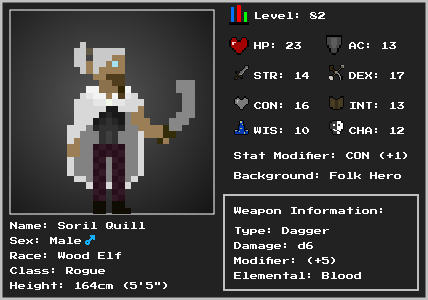 Level: 82
HP: 23 AC: 13
STR: 14 DEX: 17
CON: 16 INT: 13
WIS: 10 CHA: 12
Stat Modifier: CON (+1)
Background: Folk Hero
Weapon Information:
Type: Dagger
Damage: d6
Modifier: (+5)
Elemental: Blood
Name: Soril Quill
Sex: Male♂
Race: Wood Elf
Class: Rogue
Height: 164cm (5'5")